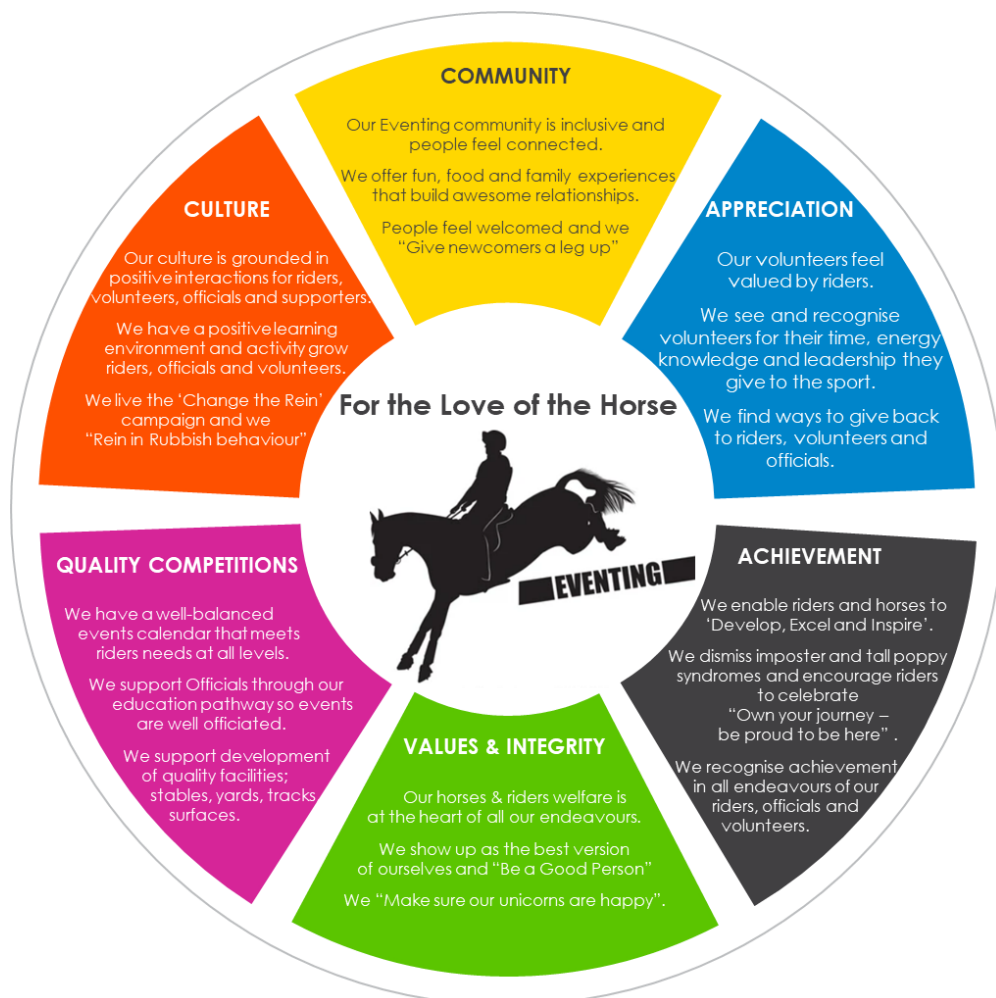 COMMUNITY
Our Eventing community is inclusive and
people feel connected.
We offer fun, food and family experiences
that build awesome relationships.
People feel welcomed and we
“Give newcomers a leg up”
APPRECIATION
Our volunteers feel
valued by riders.
We see and recognise
volunteers for their time, energy
knowledge and leadership they
give to the sport.
We find ways to give back
to riders, volunteers and
officials.
ACHIEVEMENT
We enable riders and horses to
‘Develop, Excel and Inspire’.
We dismiss imposter and tall poppy
syndromes and encourage riders
to celebrate
“Own your journey –
be proud to be here” .
We recognise achievement
in all endeavours of our
riders, officials and
volunteers.
VALUES & INTEGRITY
Our horses & riders welfare is
at the heart of all our endeavours.
We show up as the best version
of ourselves and “Be a Good Person”
We “Make sure our unicorns are happy”.
QUALITY COMPETITIONS
We have a well-balanced
events calendar that meets
riders needs at all levels.
We support Officials through our
education pathway so events
are well officiated.
We support development
of quality facilities;
stables, yards, tracks
surfaces.
CULTURE
Our culture is grounded in
positive interactions for riders,
volunteers, officials and supporters.
We have a positive learning
environment and activity grow
riders, officials and volunteers.
We live the ‘Change the Rein’
campaign and we
“Rein in Rubbish behaviour”
For the Love of the Horse
EVENTING